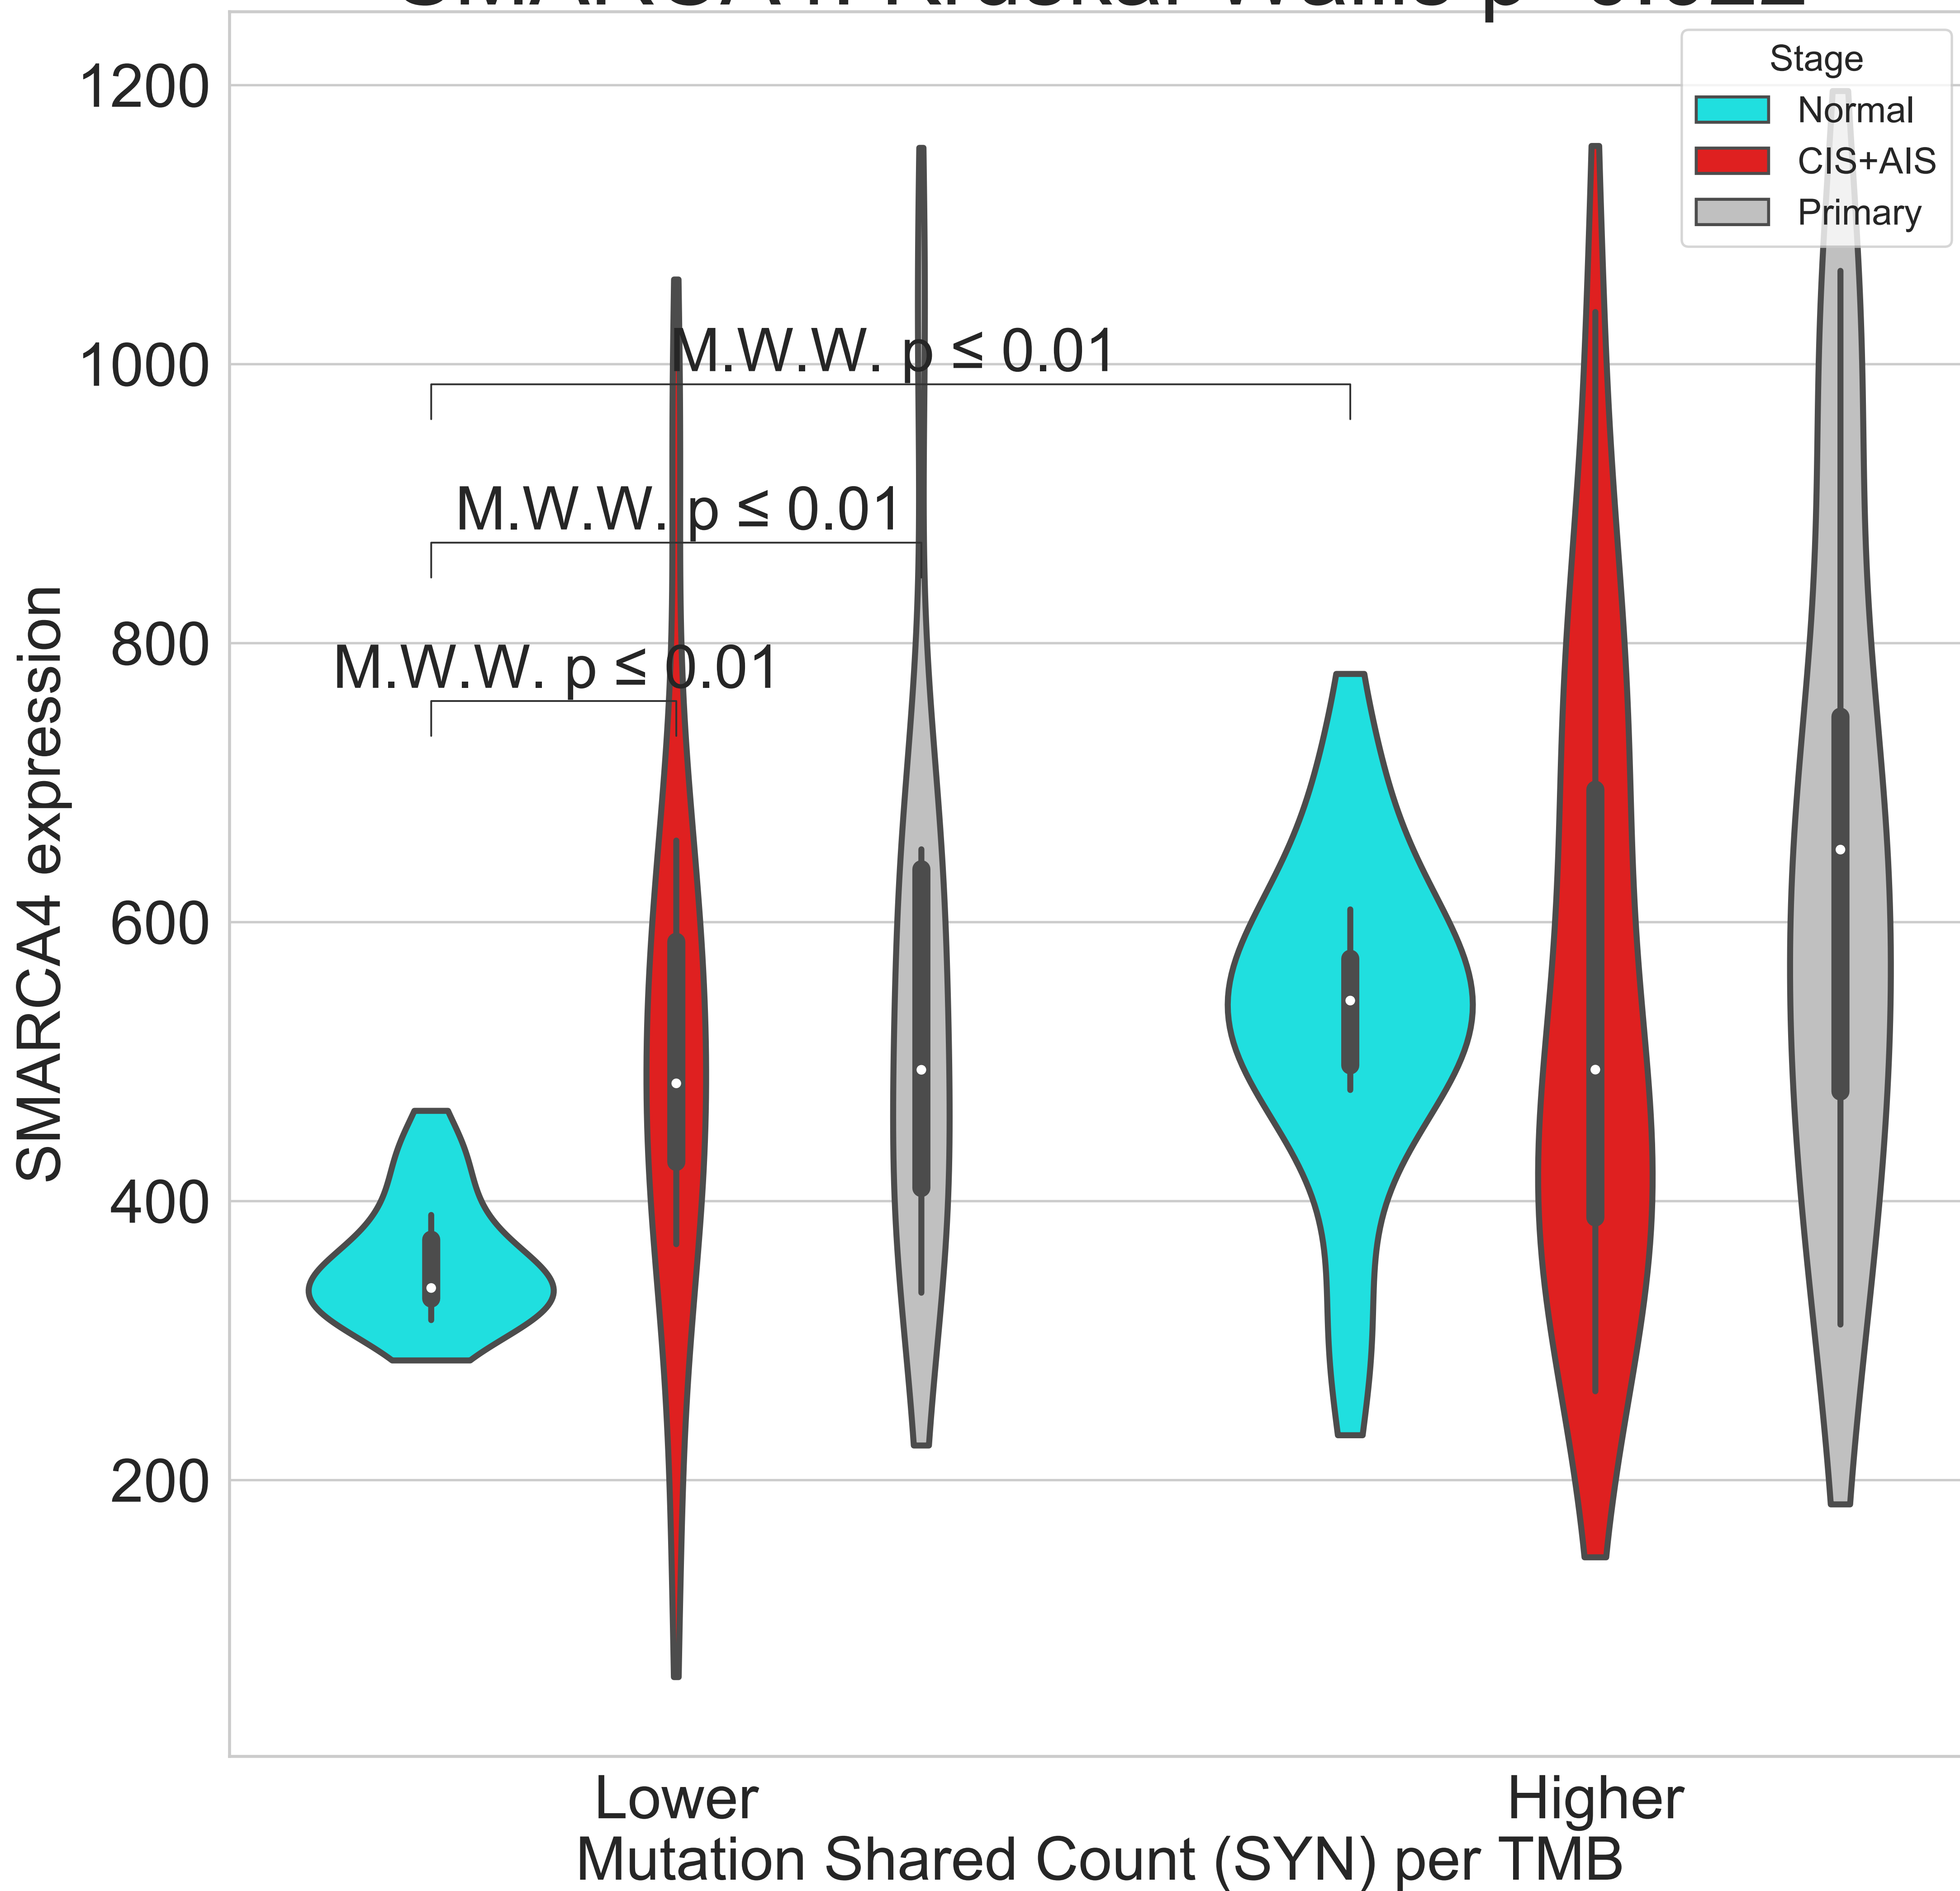 Stage
Normal
CIS+AIS
Primary
1200
1000
800
600
400
200
SMARCA4 expression
M.W.W. p ≤ 0.01
M.W.W. p ≤ 0.01
M.W.W. p ≤ 0.01
Lower
Higher
Mutation Shared Count (SYN) per TMB